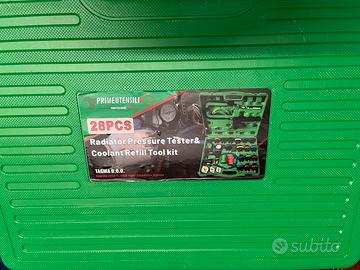 PRIMEUTENSILI
28PCS
Radiator Pressure Tester&
Coolant Refill Tool kit
TAGMA D.O.O.
subito